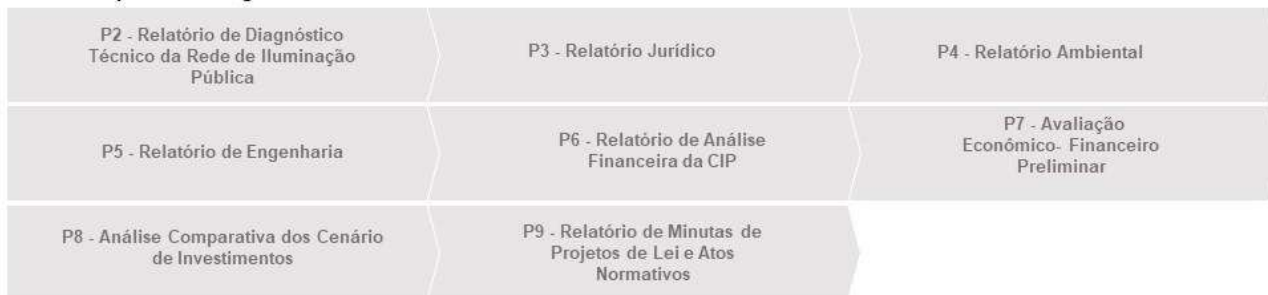 P2 - Relatório de Diagnóstico
Técnico da Rede de Iluminação
Pública
P3 - Relatório Jurídico
P4 - Relatório Ambiental
P5 - Relatório de Engenharia
P6 - Relatório de Análise
Financeira da CIP
P7 - Avaliação
Econômico- Financeiro
Preliminar
P8 - Análise Comparativa dos Cenário
de Investimentos
P9 - Relatório de Minutas de
Projetos de Lei e Atos
Normativos